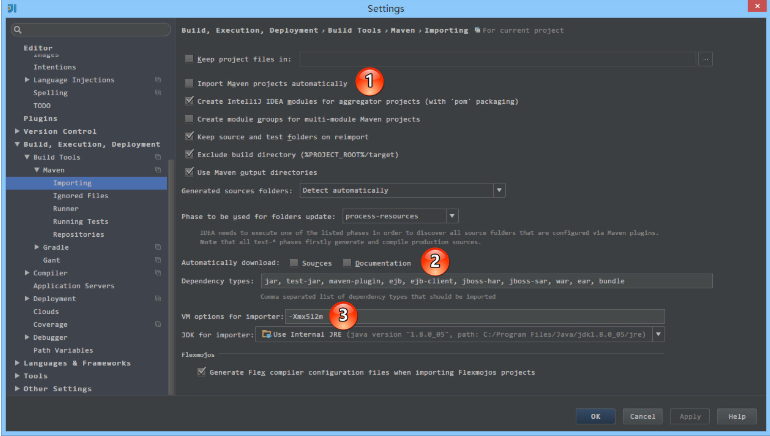 Settings
Editor
Images
Intentions
Language Injections
Spelling
TODO
Plugins
Version Control
Build, Execution, Deployment
Build Tools
Maven
Importing
Ignored Files
Runner
Running Tests
Repositories
Gradle
Gant
Compiler
Application Servers
Deployment
Clouds
Coverage
Debugger
Path Variables
Languages & Frameworks
Tools
Other Settings
Build, Execution, Deployment › Build Tools › Maven › Importing For current project
Keep project files in: ...
Import Maven projects automatically 1
Create IntelliJ IDEA modules for aggregator projects (with 'pom' packaging)
Create module groups for multi-module Maven projects
Keep source and test folders on reimport
Exclude build directory (%PROJECT_ROOT%/target)
Use Maven output directories
Generated sources folders: Detect automatically
Phase to be used for folders update: process-resources
IDEA needs to execute one of the listed phases in order to discover all source folders that are configured via Maven plugins.
Note that all test-* phases firstly generate and compile production sources.
Automatically download: Sources Documentation 2
Dependency types: jar, test-jar, maven-plugin, ejb, ejb-client, jboss-har, jboss-sar, war, ear, bundle
Comma separated list of dependency types that should be imported
VM options for importer: -Xmx512m 3
JDK for importer: Use Internal JRE (java version "1.8.0_05", path: C:/Program Files/Java/jdk1.8.0_05/jre)
Flexmojos
Generate Flex compiler configuration files when importing Flexmojos projects
OK Cancel Apply Help